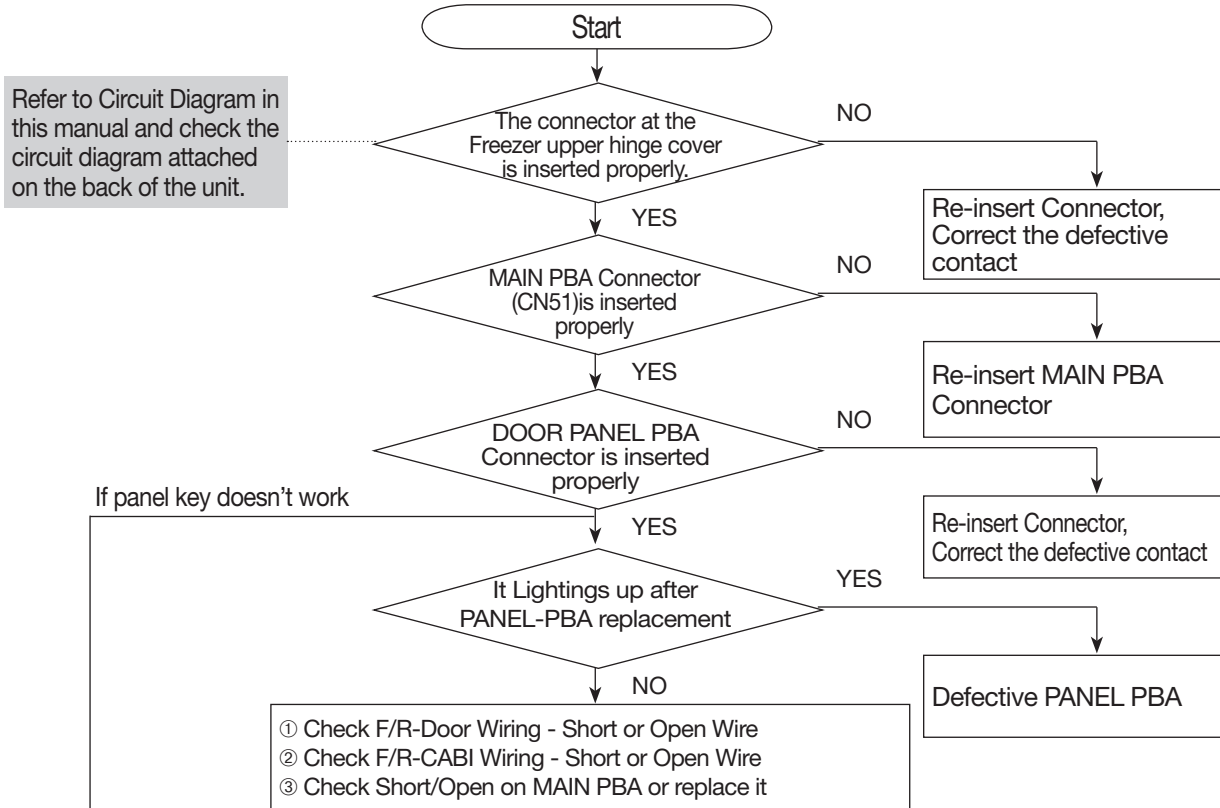 Start
Refer to Circuit Diagram in
this manual and check the
circuit diagram attached
on the back of the unit.
The connector at the
Freezer upper hinge cover
is inserted properly.
NO
Re-insert Connector,
Correct the defective
contact
YES
MAIN PBA Connector
(CN51)is inserted
properly
NO
Re-insert MAIN PBA
Connector
YES
DOOR PANEL PBA
Connector is inserted
properly
NO
Re-insert Connector,
Correct the defective contact
If panel key doesn't work
YES
It Lightings up after
PANEL-PBA replacement
YES
Defective PANEL PBA
NO
① Check F/R-Door Wiring - Short or Open Wire
② Check F/R-CABI Wiring - Short or Open Wire
③ Check Short/Open on MAIN PBA or replace it